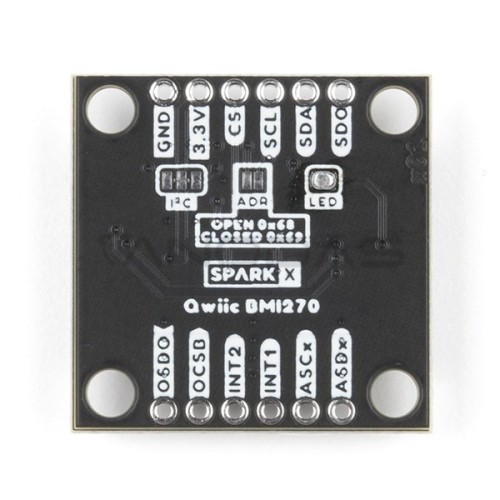 GND 3.3V CS SCL SDA SDO
I²C ADR LED
OPEN 0x68
CLOSED 0x69
SPARK X
Qwiic BMI270
OSDO OCSB INT2 INT1 ASCx ASDx